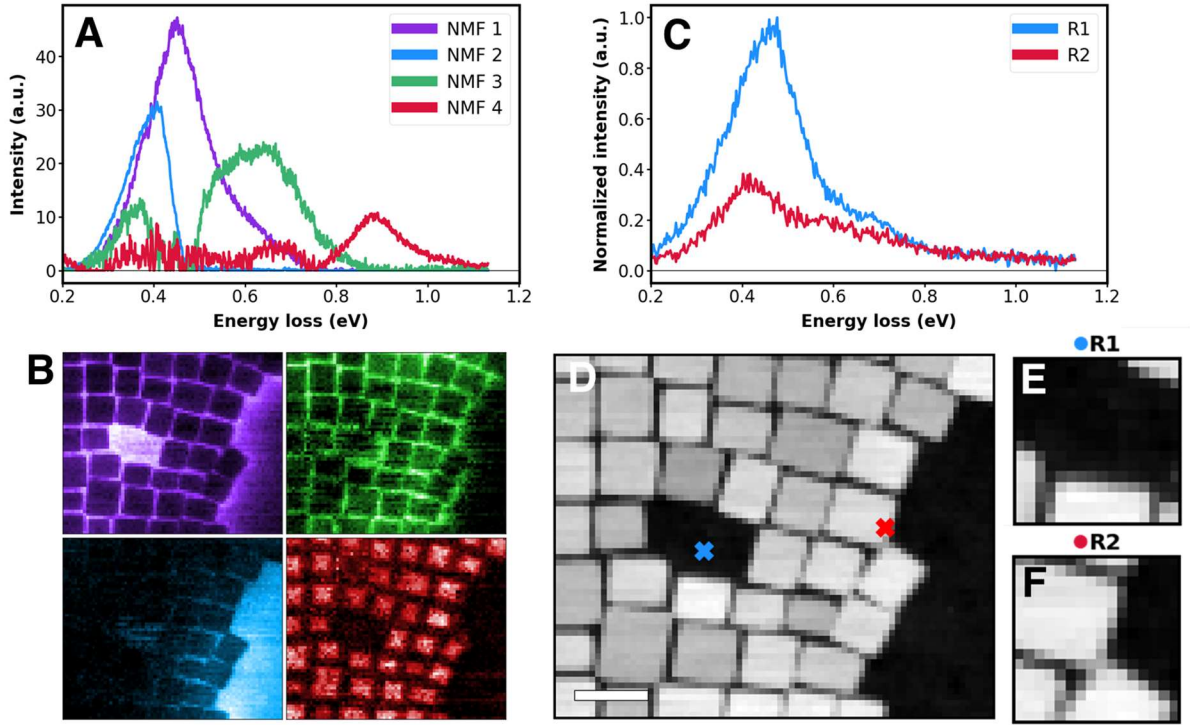 A
NMF 1
NMF 2
NMF 3
NMF 4
Intensity (a.u.)
40
30
20
10
0
0.2 0.4 0.6 0.8 1.0 1.2
Energy loss (eV)
C
R1
R2
Normalized intensity (a.u.)
1.0
0.8
0.6
0.4
0.2
0.0
0.2 0.4 0.6 0.8 1.0 1.2
Energy loss (eV)
B
D
R1
E
R2
F